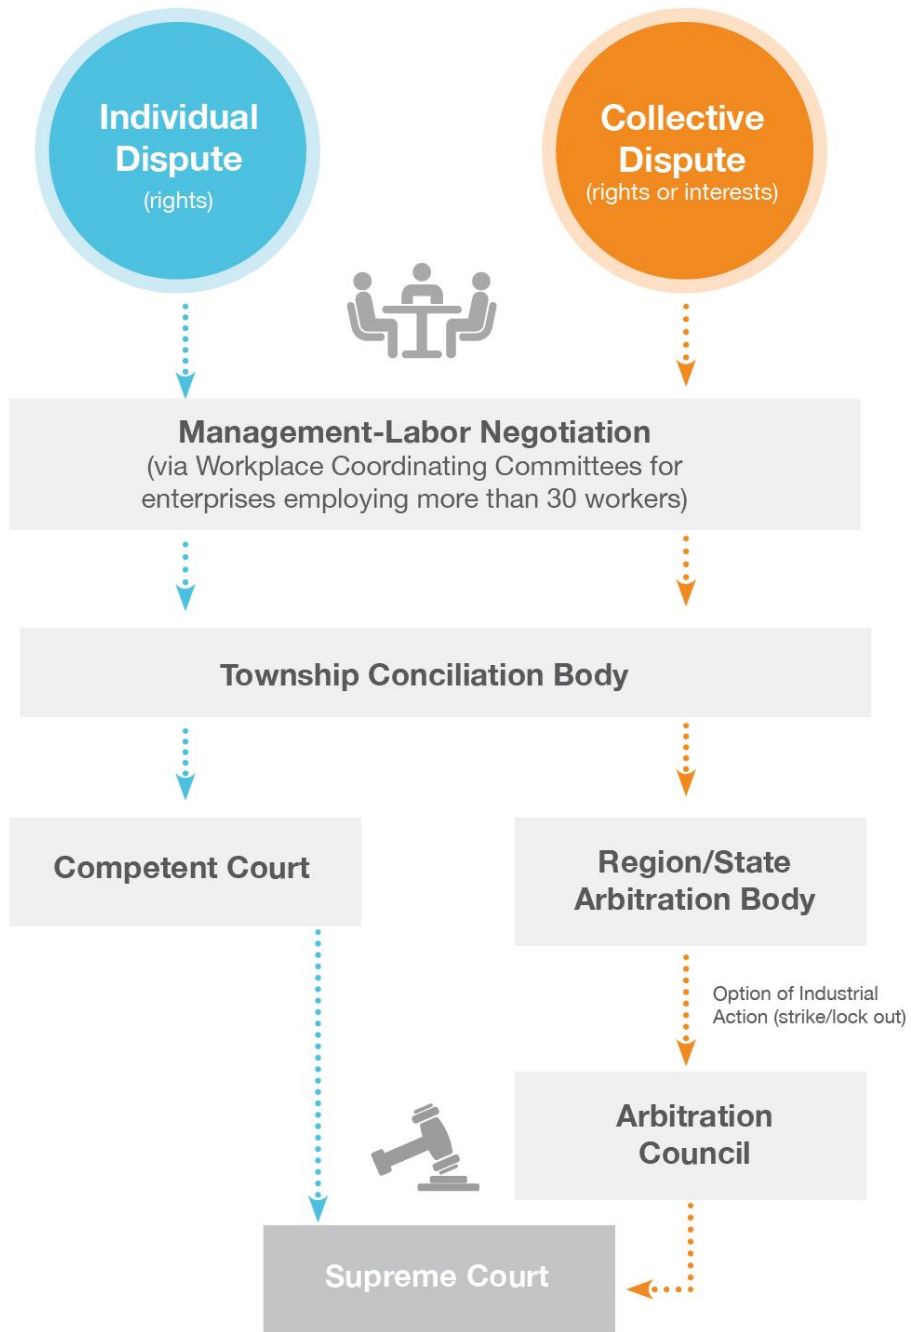 Individual
Dispute
(rights)
Collective
Dispute
(rights or interests)
Management-Labor Negotiation
(via Workplace Coordinating Committees for
enterprises employing more than 30 workers)
Township Conciliation Body
Competent Court
Region/State
Arbitration Body
Option of Industrial
Action (strike/lock out)
Arbitration
Council
Supreme Court